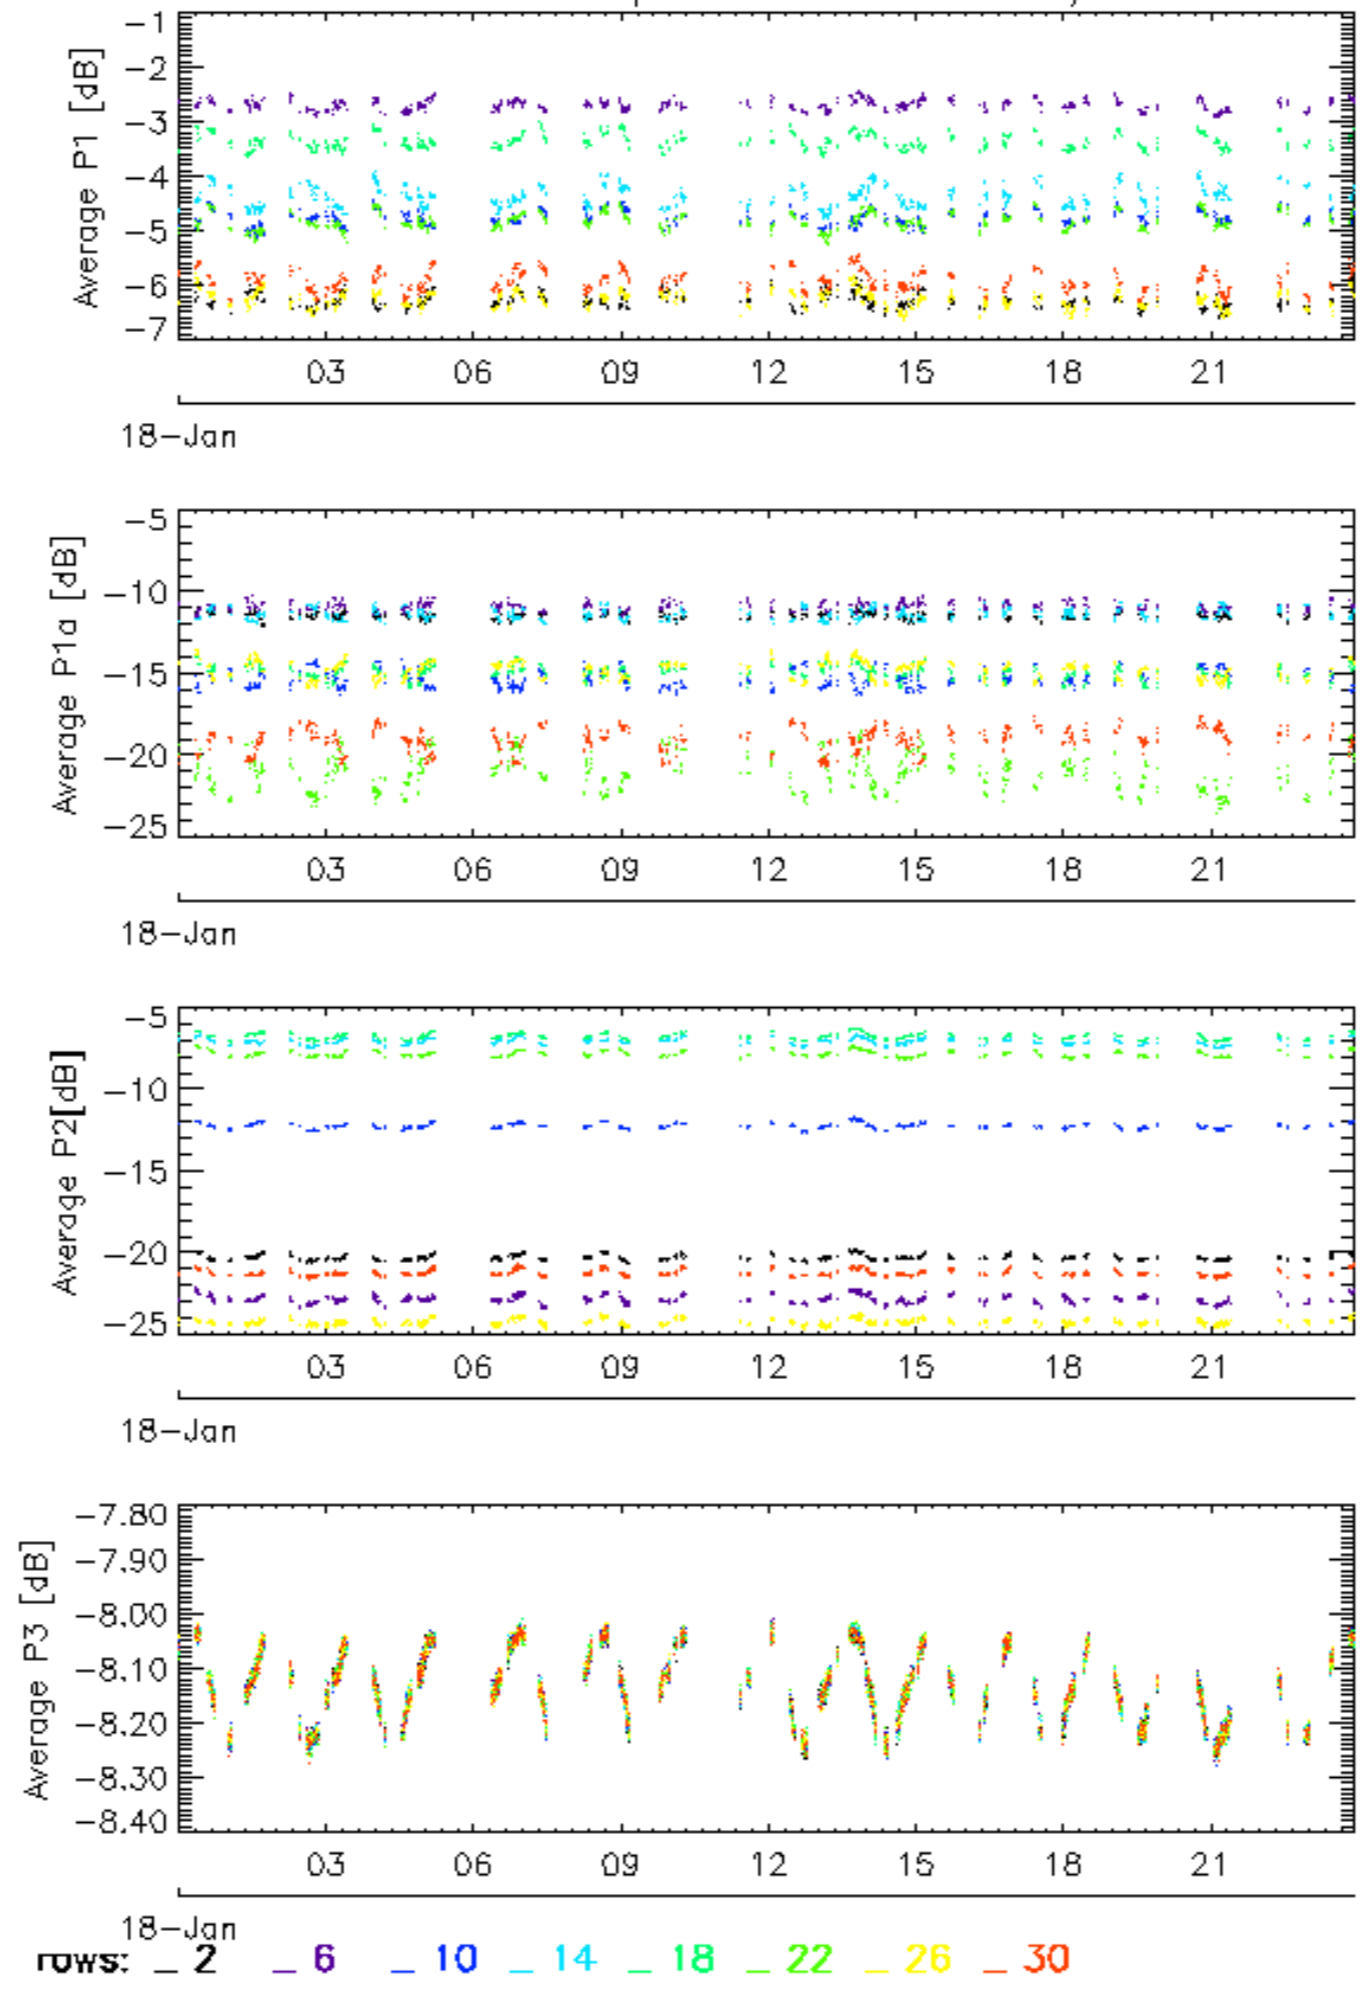 Average P1 [dB]
−1
−2
−3
−4
−5
−6
−7
03 06 09 12 15 18 21
18−Jan
Average P1a [dB]
−5
−10
−15
−20
−25
03 06 09 12 15 18 21
18−Jan
Average P2[dB]
−5
−10
−15
−20
−25
03 06 09 12 15 18 21
18−Jan
Average P3 [dB]
−7.80
−7.90
−8.00
−8.10
−8.20
−8.30
−8.40
03 06 09 12 15 18 21
18−Jan
rows: _ 2 _ 6 _ 10 _ 14 _ 18 _ 22 _ 26 _ 30